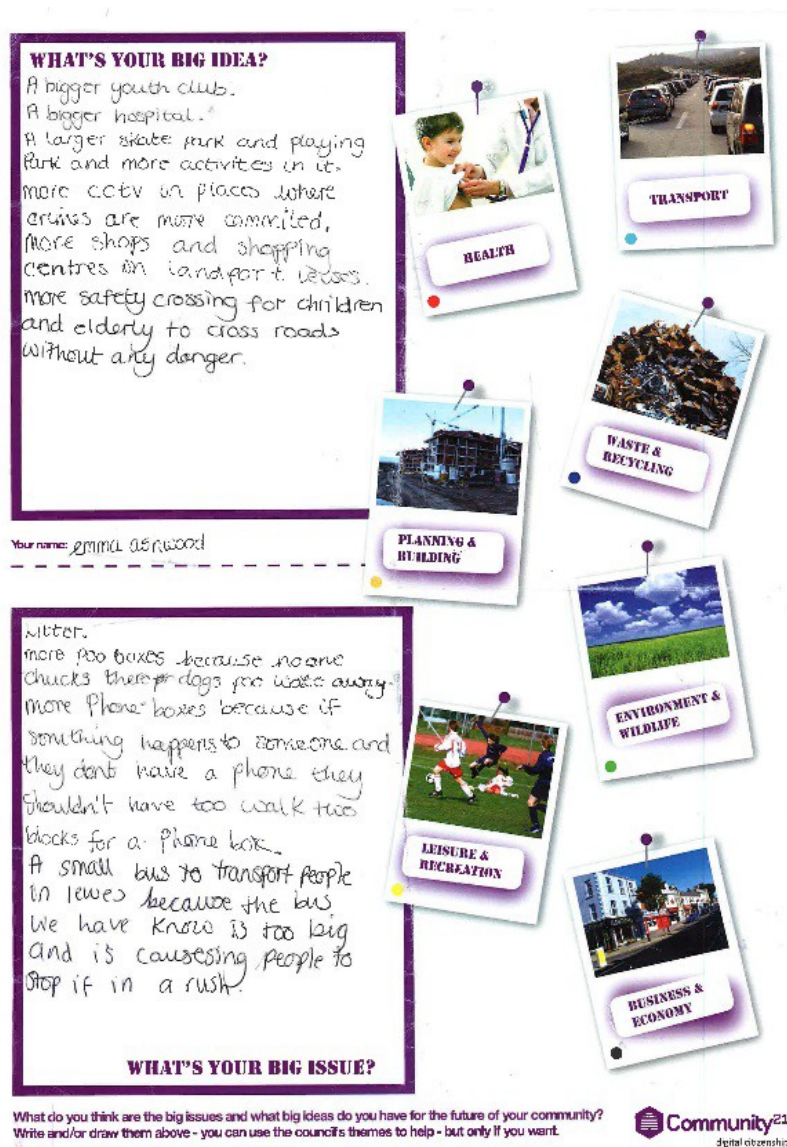 WHAT'S YOUR BIG IDEA?
A bigger youth club.
A bigger hospital.
A larger skate park and playing
Park and more activites in it.
more cctv in places where
crimes are more commited.
More shops and shopping
centres on landport lewses.
more safety crossing for chrildren
and elderly to cross roads
without any danger.
Your name: emma ashwood
HEALTH
TRANSPORT
WASTE &
RECYCLING
PLANNING &
BUILDING
ENVIRONMENT &
WILDLIFE
LEISURE &
RECREATION
BUSINESS &
ECONOMY
Litter.
more Poo boxes because no one
chucks there dogs poo waste away.
more Phone boxes because if
somithing happens to someone and
they dont have a phone they
shouldn't have too walk two
blocks for a Phone box.
A small bus to transport people
in lewes because the bus
we have know is too big
and is causesing people to
stop if in a rush.
WHAT'S YOUR BIG ISSUE?
What do you think are the big issues and what big ideas do you have for the future of your community?
Write and/or draw them above - you can use the council's themes to help - but only if you want.
Community21
digital citizenship